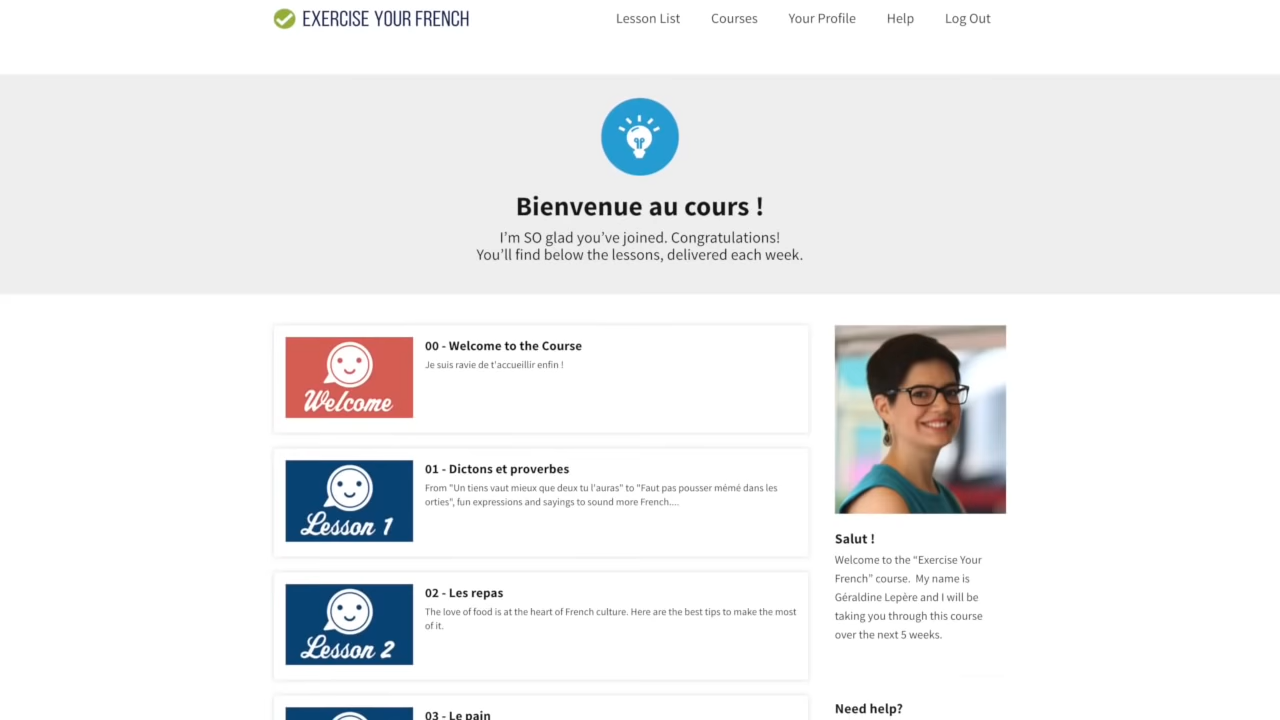 EXERCISE YOUR FRENCH
Lesson List
Courses
Your Profile
Help
Log Out
Bienvenue au cours !
I’m SO glad you’ve joined. Congratulations!
You’ll find below the lessons, delivered each week.
Welcome
00 - Welcome to the Course
Je suis ravie de t'accueillir enfin !
Lesson 1
01 - Dictons et proverbes
From "Un tiens vaut mieux que deux tu l'auras" to "Faut pas pousser mémé dans les
orties", fun expressions and sayings to sound more French....
Lesson 2
02 - Les repas
The love of food is at the heart of French culture. Here are the best tips to make the most
of it.
03 - Le pain
Salut !
Welcome to the “Exercise Your
French” course.  My name is
Géraldine Lepère and I will be
taking you through this course
over the next 5 weeks.
Need help?